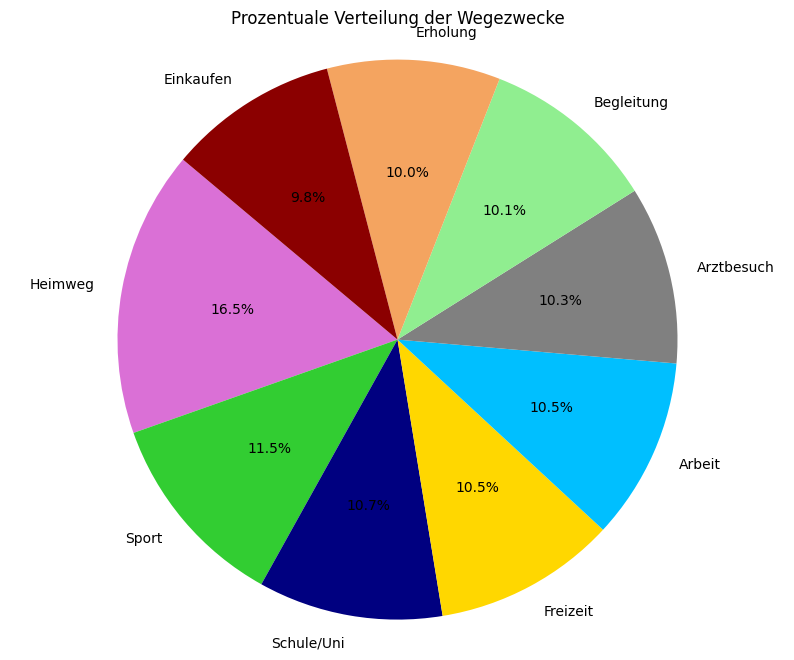 Prozentuale Verteilung der Wegezwecke
Erholung
Einkaufen
Begleitung
10.0%
9.8%
10.1%
Arztbesuch
Heimweg
10.3%
16.5%
10.5%
11.5%
Arbeit
10.5%
10.7%
Sport
Freizeit
Schule/Uni